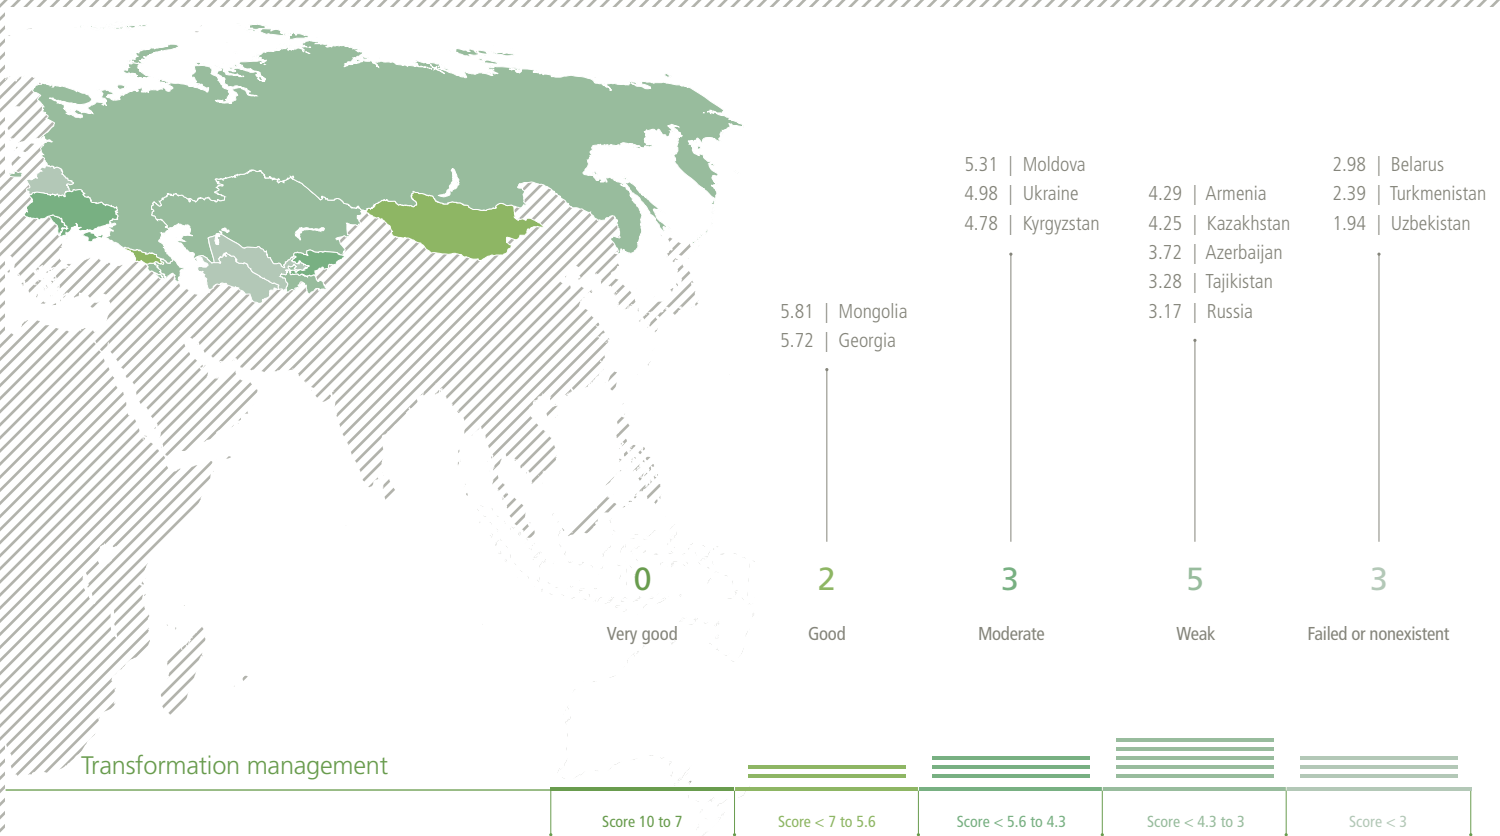 5.31 | Moldova
4.98 | Ukraine
4.78 | Kyrgyzstan
2.98 | Belarus
2.39 | Turkmenistan
1.94 | Uzbekistan
4.29 | Armenia
4.25 | Kazakhstan
3.72 | Azerbaijan
3.28 | Tajikistan
3.17 | Russia
5.81 | Mongolia
5.72 | Georgia
0
2
3
5
3
Very good
Good
Moderate
Weak
Failed or nonexistent
Transformation management
Score 10 to 7
Score < 7 to 5.6
Score < 5.6 to 4.3
Score < 4.3 to 3
Score < 3